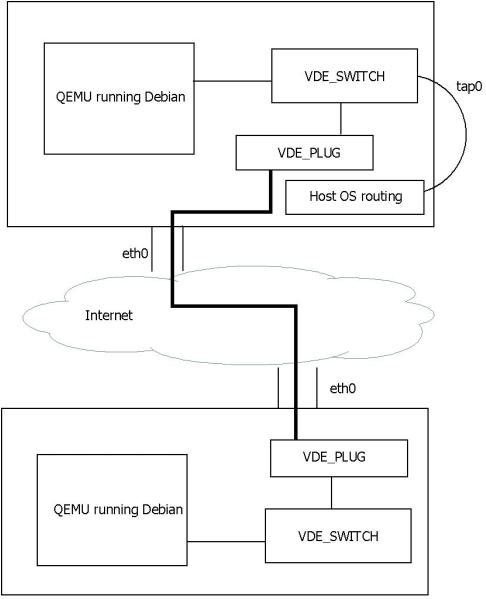 QEMU running Debian
VDE_SWITCH
tap0
VDE_PLUG
Host OS routing
eth0
Internet
eth0
VDE_PLUG
QEMU running Debian
VDE_SWITCH